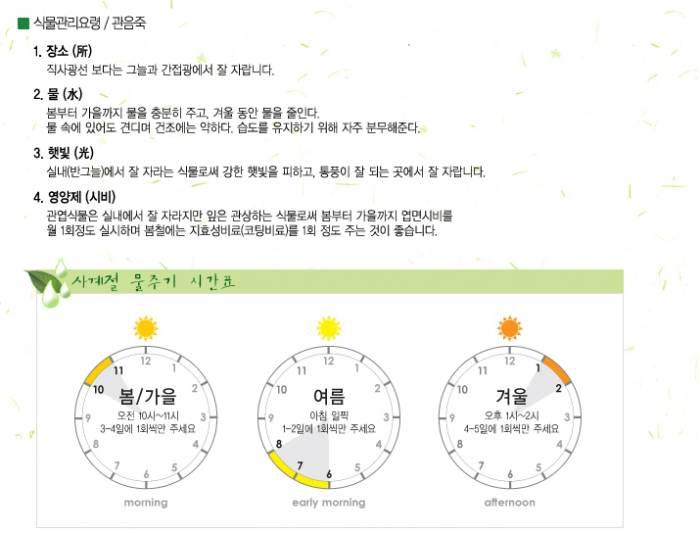 식물관리요령 / 관음죽
1. 장소 (所)
직사광선 보다는 그늘과 간접광에서 잘 자랍니다.
2. 물 (水)
봄부터 가을까지 물을 충분히 주고, 겨울 동안 물을 줄인다.
물 속에 있어도 견디며 건조에는 약하다. 습도를 유지하기 위해 자주 분무해준다.
3. 햇빛 (光)
실내(반그늘)에서 잘 자라는 식물로써 강한 햇빛을 피하고, 통풍이 잘 되는 곳에서 잘 자랍니다.
4. 영양제 (시비)
관엽식물은 실내에서 잘 자라지만 잎은 관상하는 식물로써 봄부터 가을까지 엽면시비를
월 1회정도 실시하며 봄철에는 지효성비료(코팅비료)를 1회 정도 주는 것이 좋습니다.
사계절 물주기 시간표
12 1 2 3 4 5 6 7 8 9 10 11
봄/가을
오전 10시~11시
3-4일에 1회씩만 주세요
morning
12 1 2 3 4 5 6 7 8 9 10 11
여름
아침 일찍
1-2일에 1회씩만 주세요
early morning
12 1 2 3 4 5 6 7 8 9 10 11
겨울
오후 1시~2시
4-5일에 1회씩만 주세요
afternoon